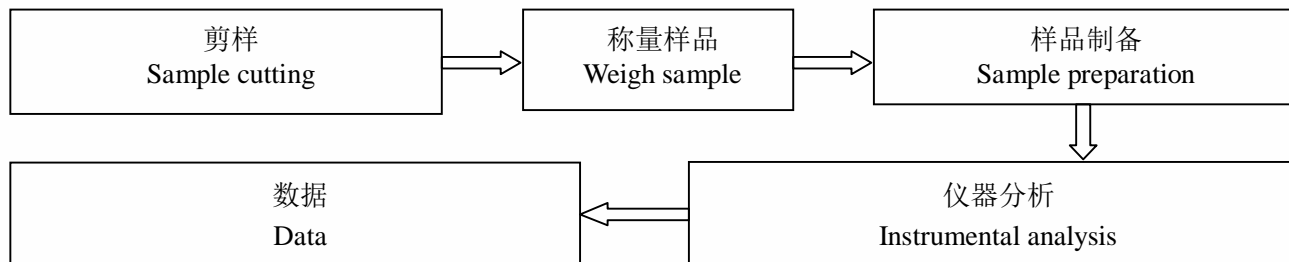 剪样
Sample cutting
称量样品
Weigh sample
样品制备
Sample preparation
仪器分析
Instrumental analysis
数据
Data